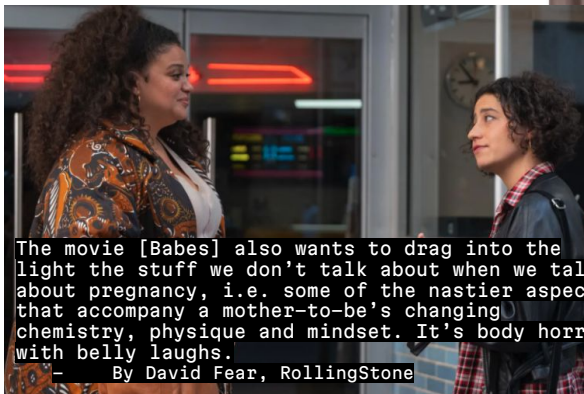 The movie [Babes] also wants to drag into the
light the stuff we don't talk about when we tal
about pregnancy, i.e. some of the nastier aspec
that accompany a mother-to-be's changing
chemistry, physique and mindset. It's body horr
with belly laughs.
– By David Fear, RollingStone